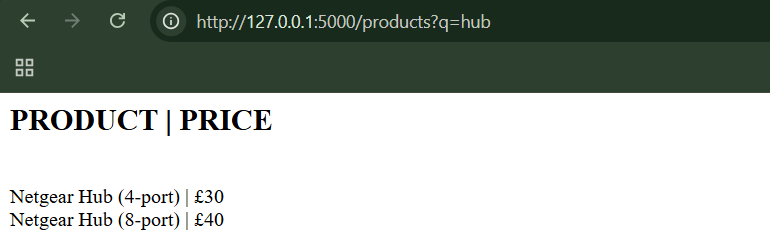 http://127.0.0.1:5000/products?q=hub
PRODUCT | PRICE
Netgear Hub (4-port) | £30
Netgear Hub (8-port) | £40